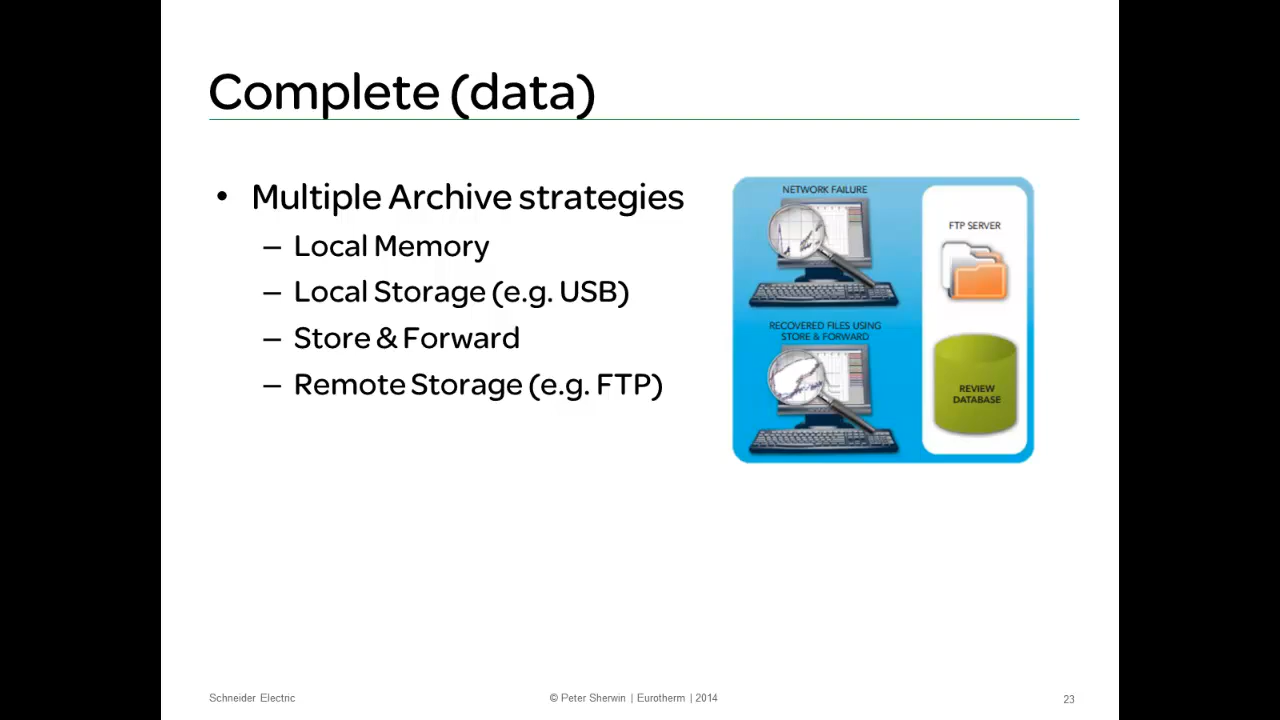 Complete (data)
• Multiple Archive strategies
– Local Memory
– Local Storage (e.g. USB)
– Store & Forward
– Remote Storage (e.g. FTP)
NETWORK FAILURE
RECOVERED FILES USING
STORE & FORWARD
FTP SERVER
REVIEW
DATABASE
Schneider Electric
© Peter Sherwin | Eurotherm | 2014
23